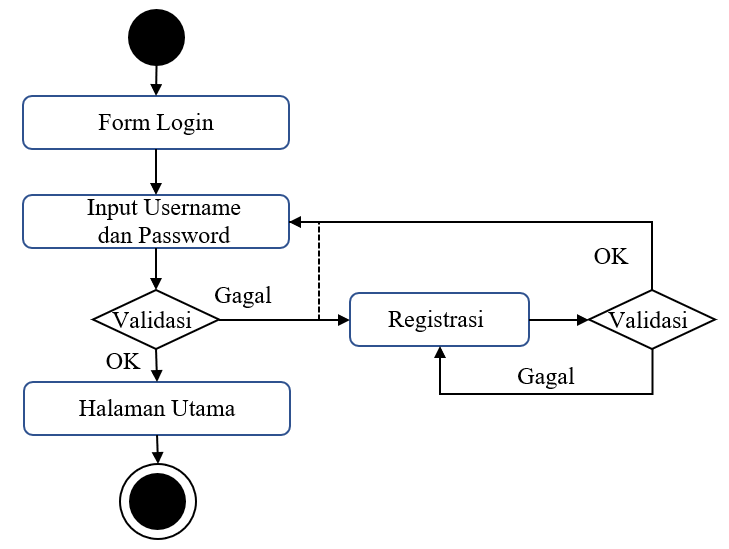 Form Login
Input Username
dan Password
OK
Gagal
Validasi
Registrasi
Validasi
OK
Gagal
Halaman Utama